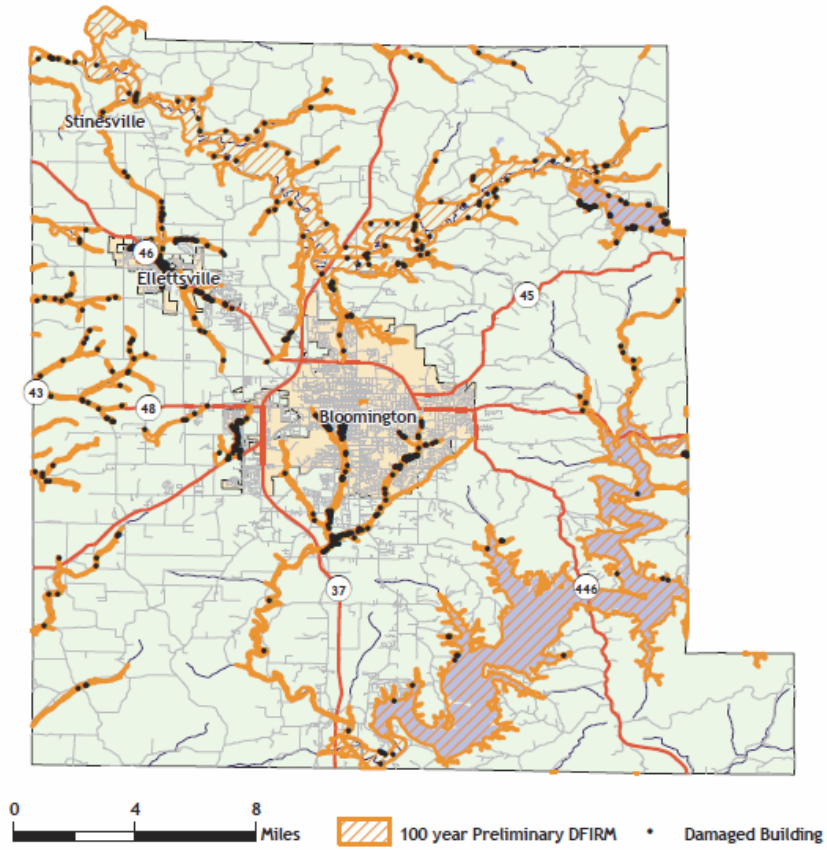 Stinesville
46
Ellettsville
45
43
48
Bloomington
37
446
0 4 8
Miles
100 year Preliminary DFIRM
Damaged Building